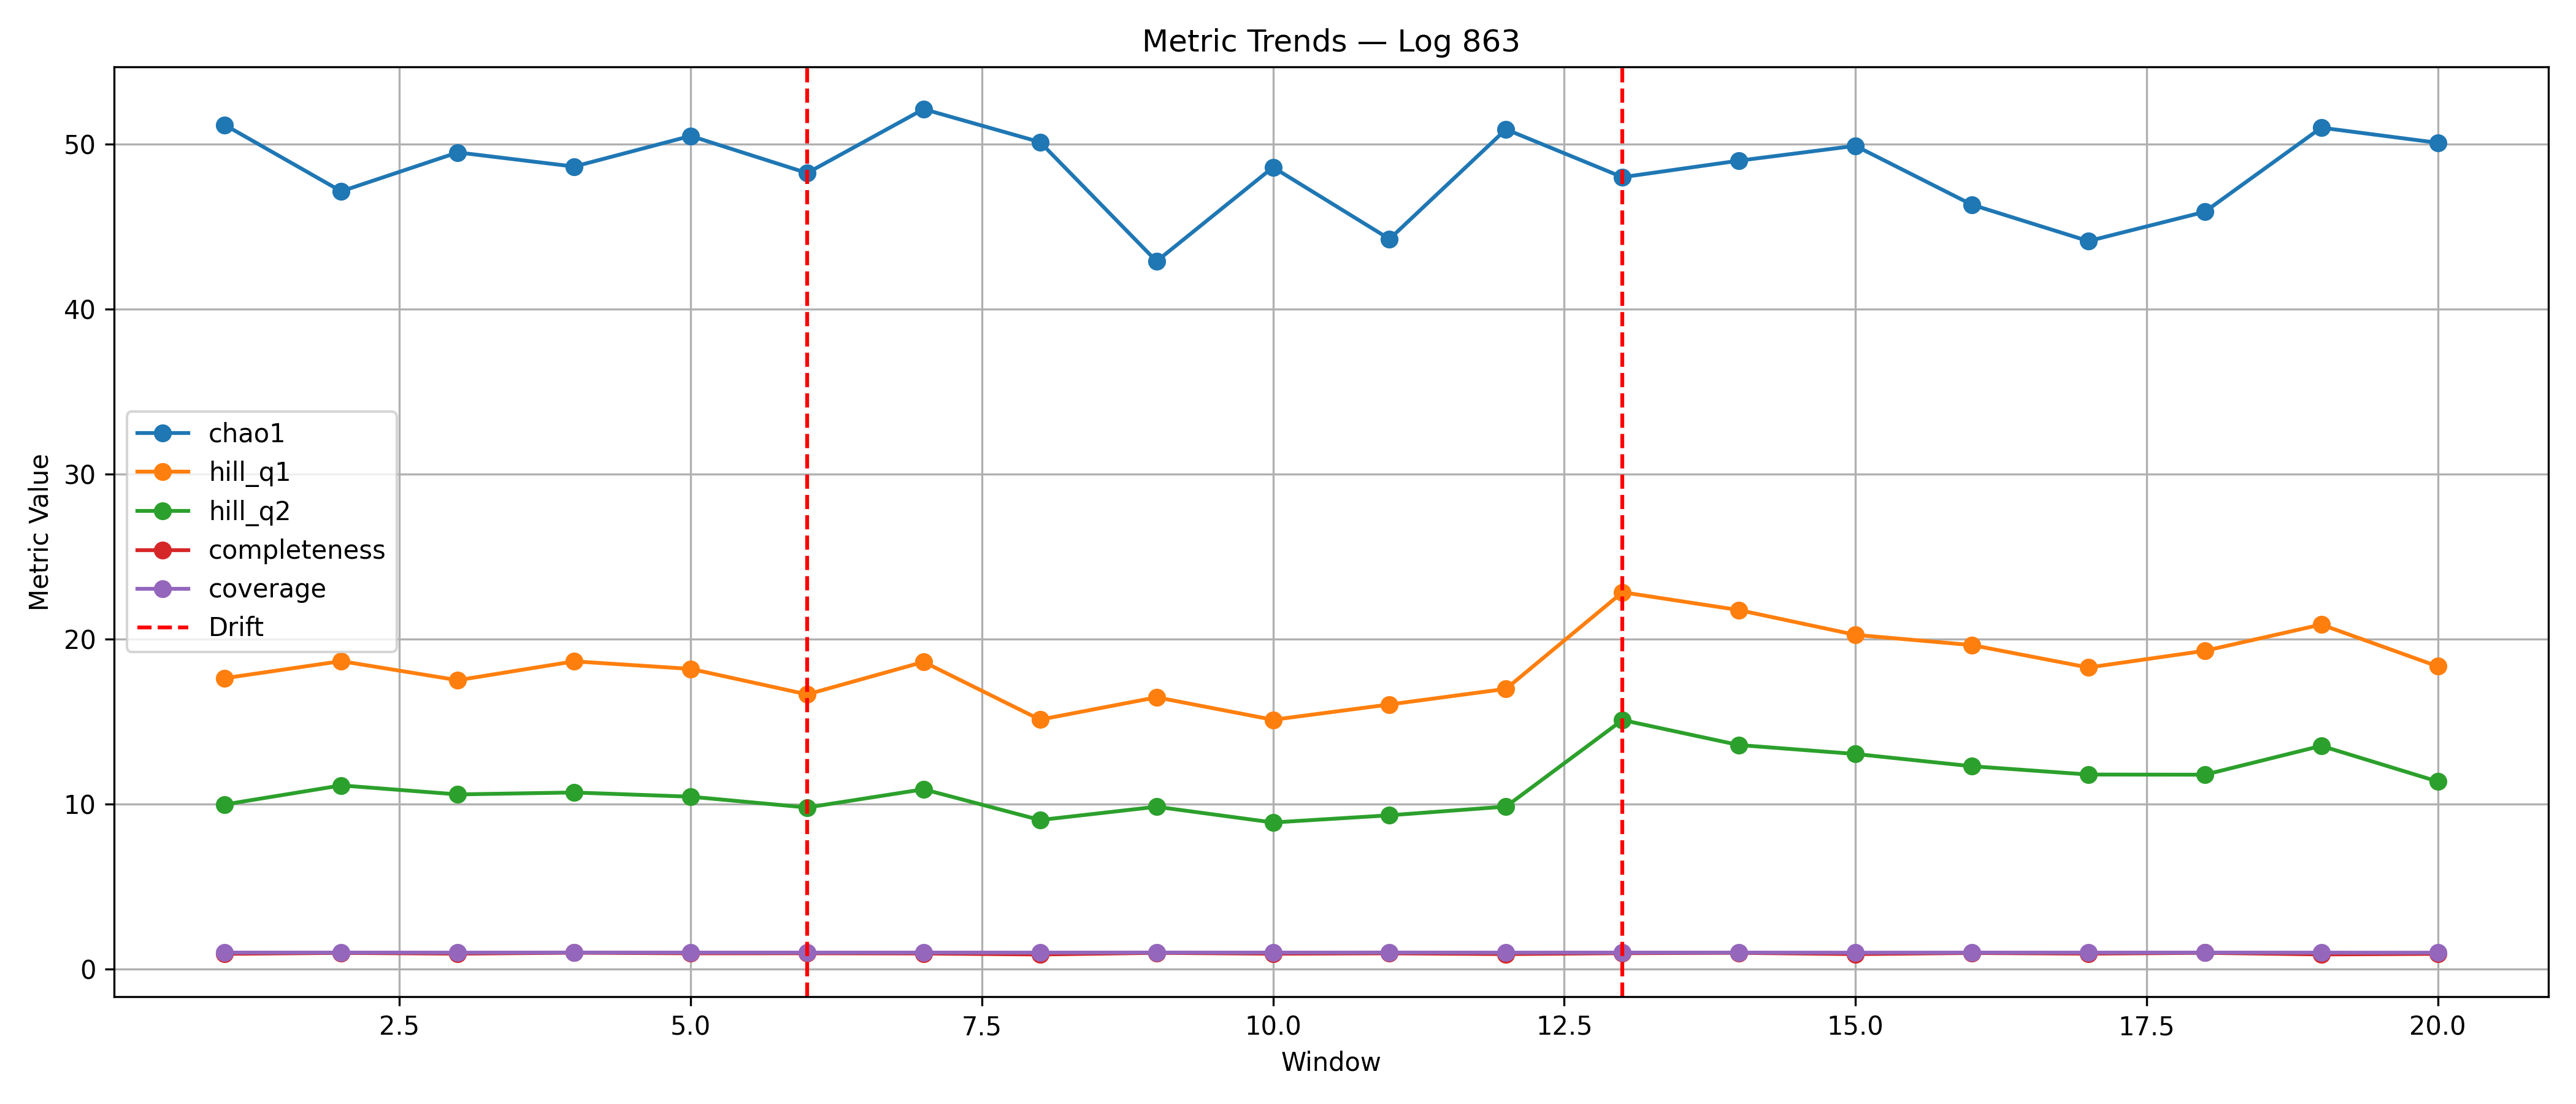 Metric Trends — Log 863
Metric Value
50
40
30
20
10
0
chao1
hill_q1
hill_q2
completeness
coverage
Drift
2.5 5.0 7.5 10.0 12.5 15.0 17.5 20.0
Window